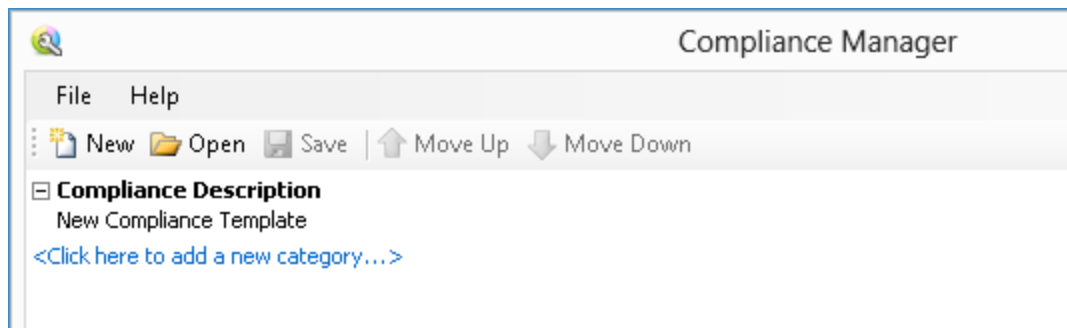 Compliance Manager
File Help
New Open Save Move Up Move Down
Compliance Description
New Compliance Template
<Click here to add a new category...>